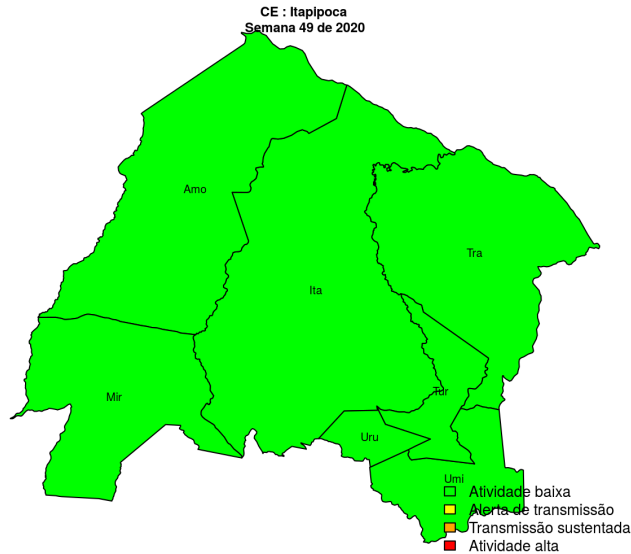 CE : Itapipoca
Semana 49 de 2020
Amo
Tra
Ita
Tur
Mir
Uru
Umi
Atividade baixa
Alerta de transmissão
Transmissão sustentada
Atividade alta